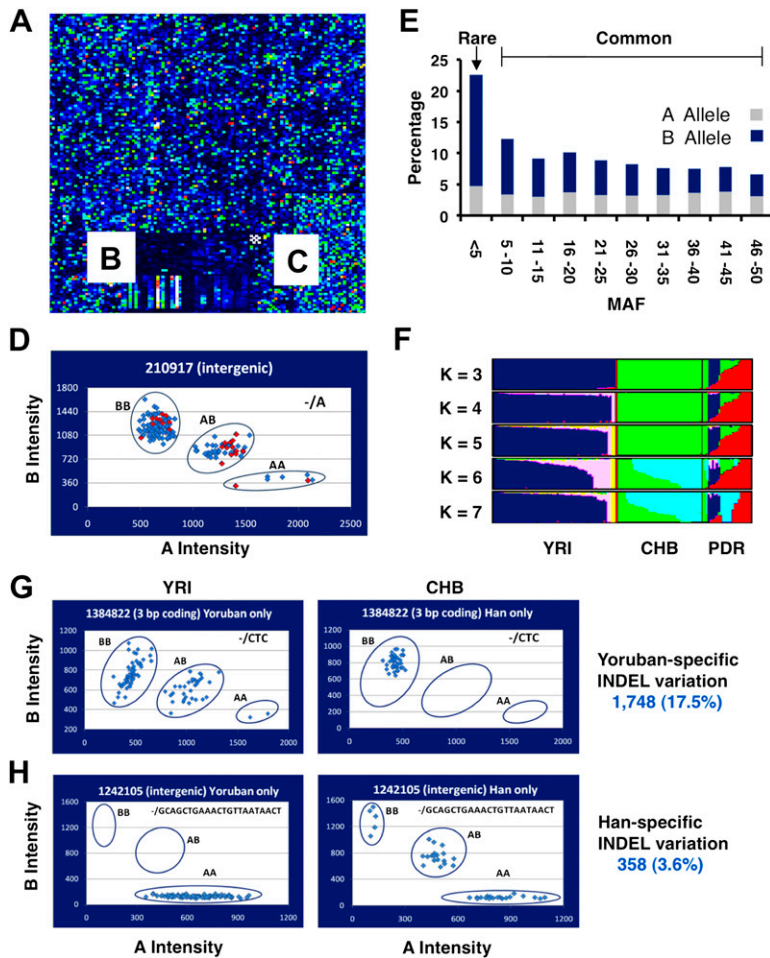 A
B
C
E
Rare
Common
25
20
15
10
5
0
Percentage
A Allele
B Allele
<5
5 -10
11 -15
16 -20
21 -25
26 -30
31 -35
36 -40
41 -45
46 -50
MAF
D
210917 (intergenic)
1800
1440
1080
720
360
0
B Intensity
BB
AB
AA
-/A
0 500 1000 1500 2000 2500
A Intensity
F
K = 3
K = 4
K = 5
K = 6
K = 7
YRI CHB PDR
G
YRI
1384822 (3 bp coding) Yoruban only
1200
1000
800
600
400
200
0
B Intensity
BB
AB
AA
-/CTC
0 500 1000 1500 2000
CHB
1384822 (3 bp coding) Han only
1200
1000
800
600
400
200
0
BB
AB
AA
-/CTC
0 500 1000 1500 2000
Yoruban-specific
INDEL variation
1,748 (17.5%)
H
1242105 (intergenic) Yoruban only
1600
1200
800
400
0
B Intensity
BB
-/GCAGCTGAAACTGTTAATAACT
AB
AA
0 300 600 900 1200
A Intensity
1242105 (intergenic) Han only
1600
1200
800
400
0
BB
-/GCAGCTGAAACTGTTAATAACT
AB
AA
0 300 600 900 1200
A Intensity
Han-specific
INDEL variation
358 (3.6%)